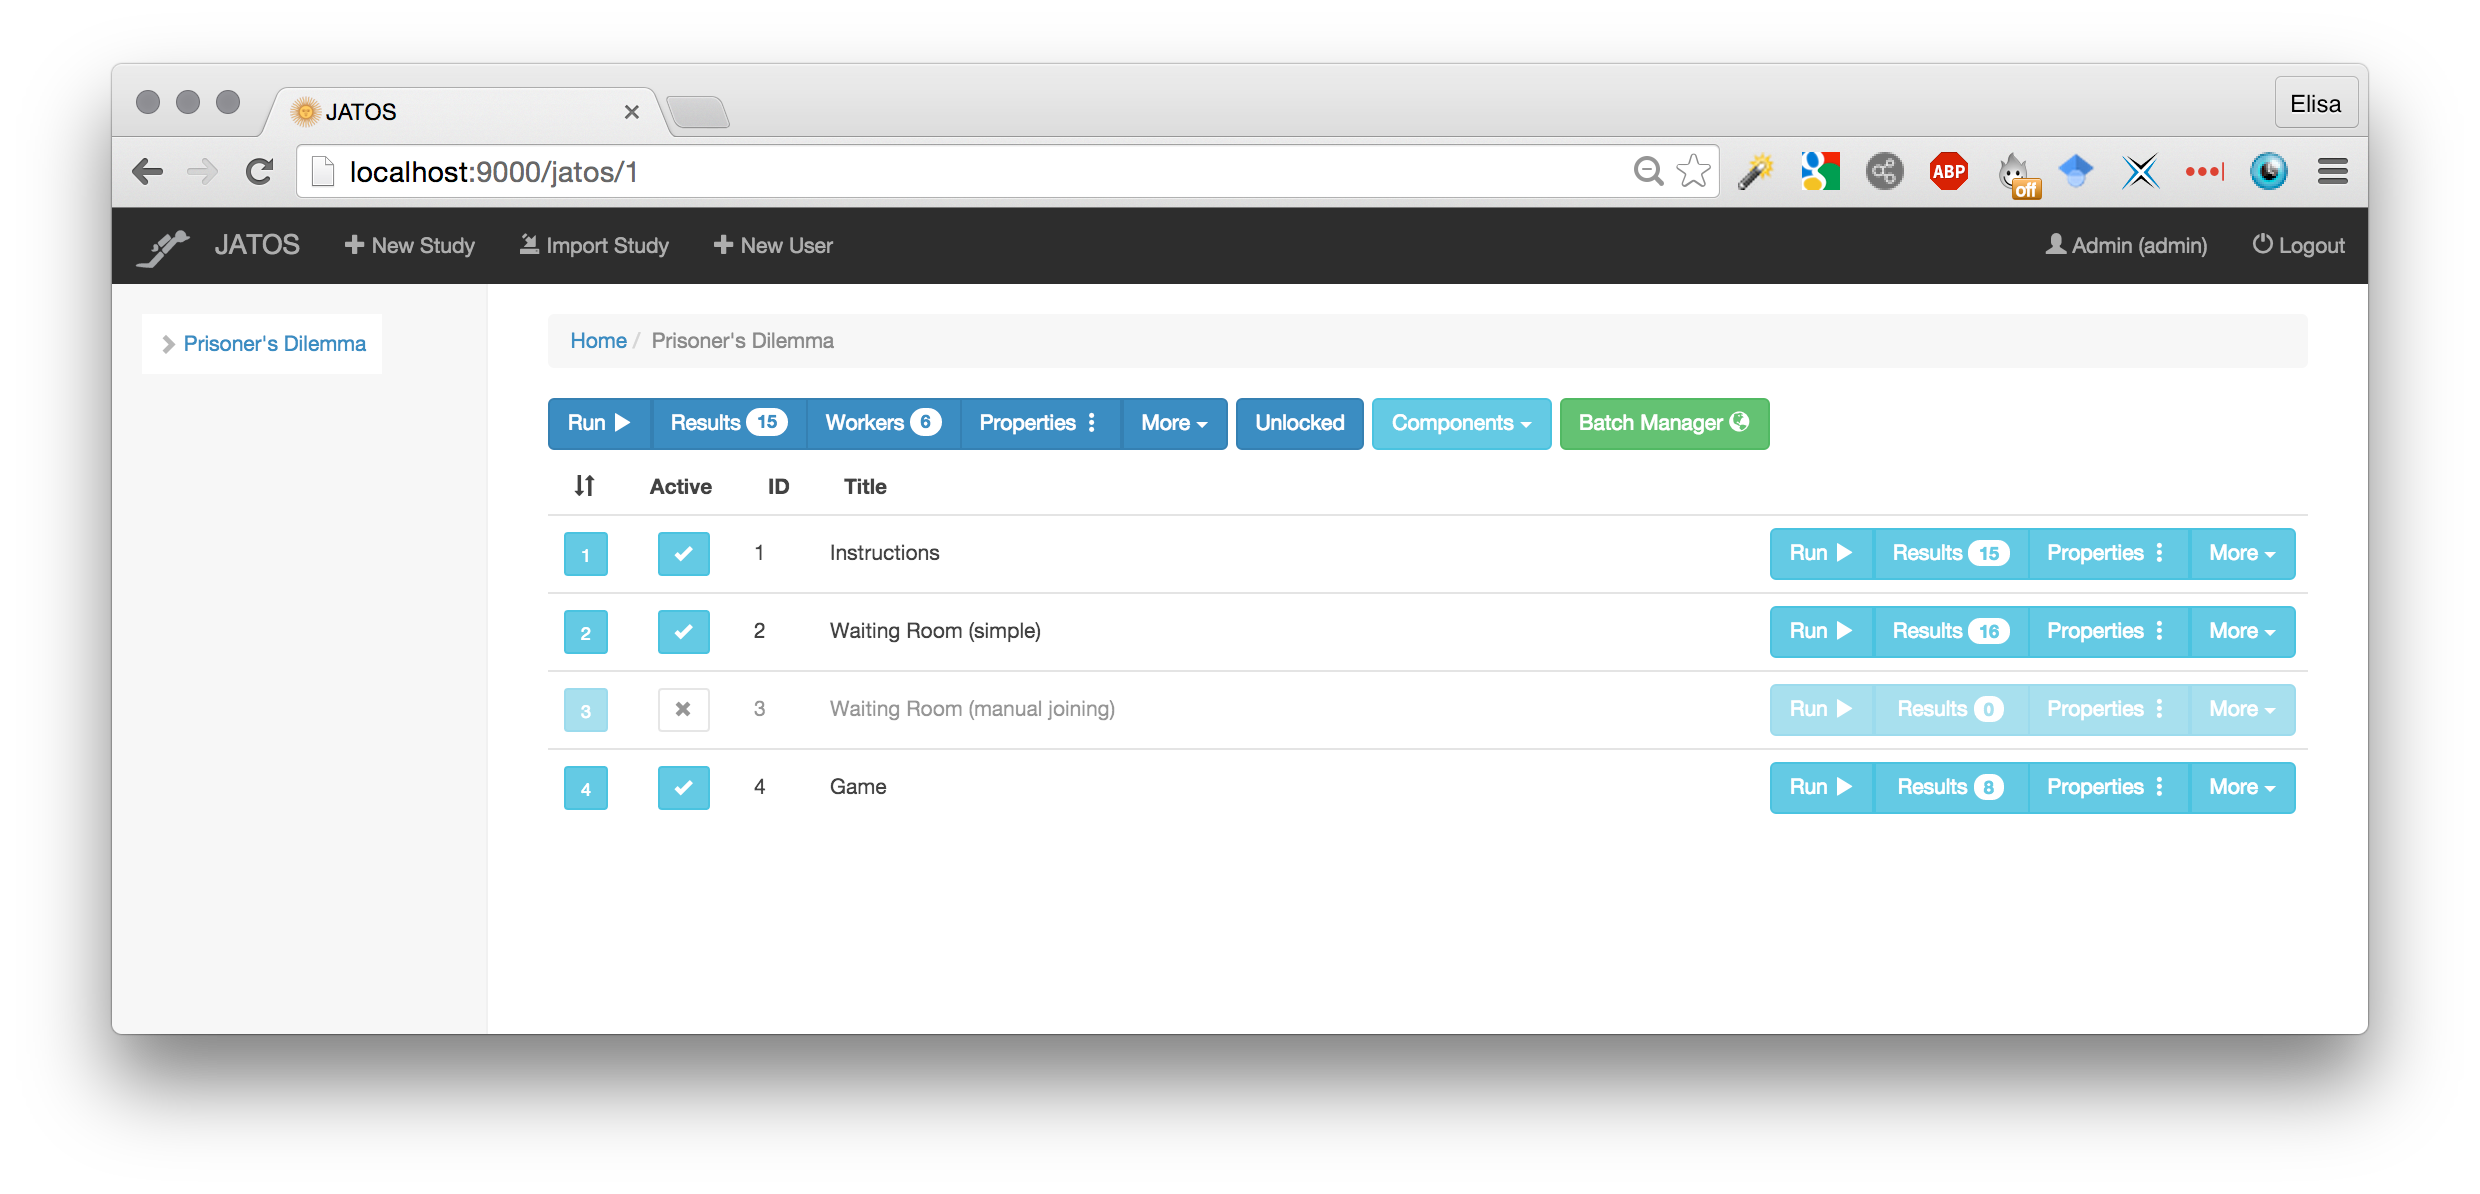 JATOS
Elisa
localhost:9000/jatos/1
ABP
off
JATOS New Study Import Study New User Admin (admin) Logout
Prisoner's Dilemma
Home / Prisoner's Dilemma
Run Results 15 Workers 6 Properties More Unlocked Components Batch Manager
Active ID Title
1 1 Instructions Run Results 15 Properties More
2 2 Waiting Room (simple) Run Results 16 Properties More
3 3 Waiting Room (manual joining) Run Results 0 Properties More
4 4 Game Run Results 8 Properties More